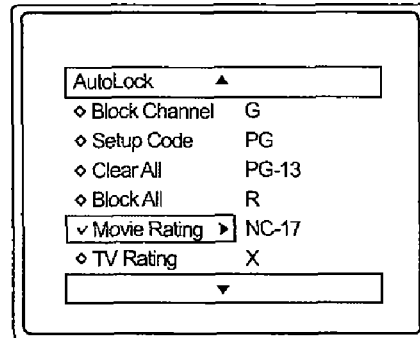 AutoLock ▲
◇ Block Channel G
◇ Setup Code PG
◇ Clear All PG-13
◇ Block All R
✓ Movie Rating ► NC-17
◇ TV Rating X
▼